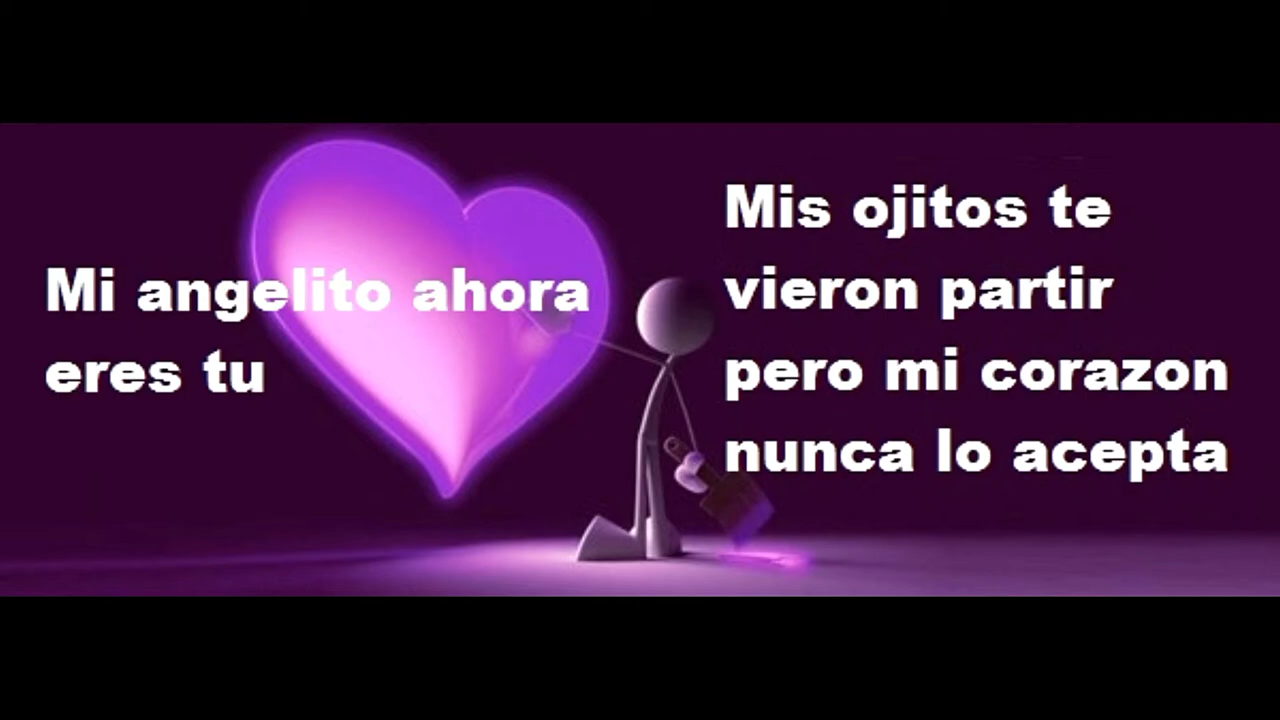 Mi angelito ahora
eres tu
Mis ojitos te
vieron partir
pero mi corazon
nunca lo acepta